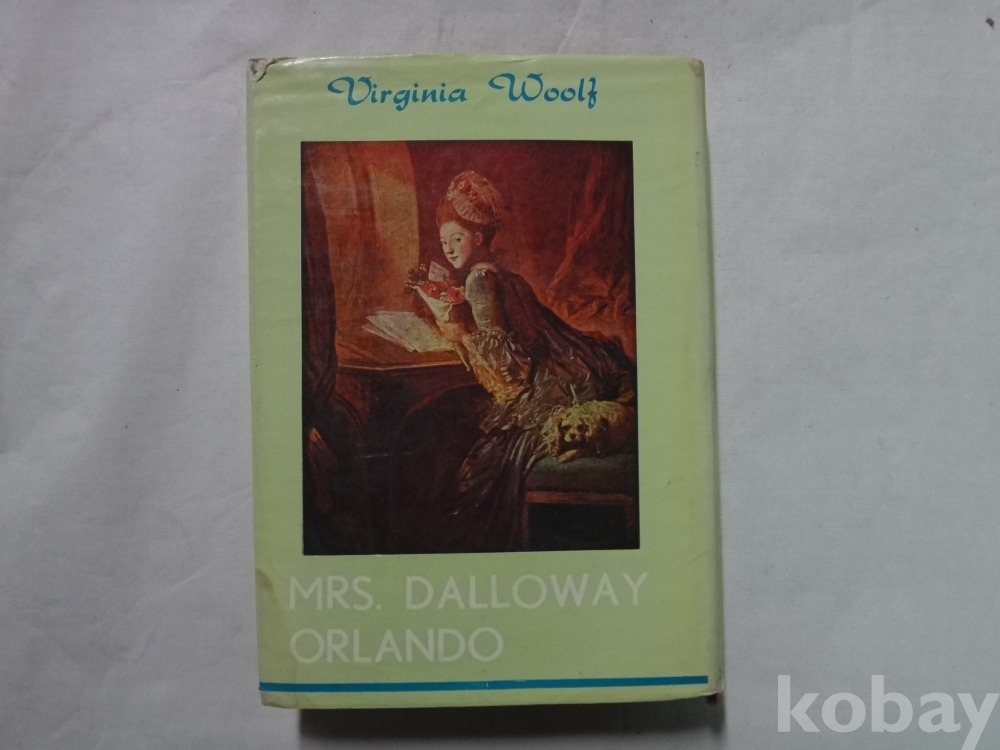 Virginia Woolf
MRS. DALLOWAY
ORLANDO
kobay